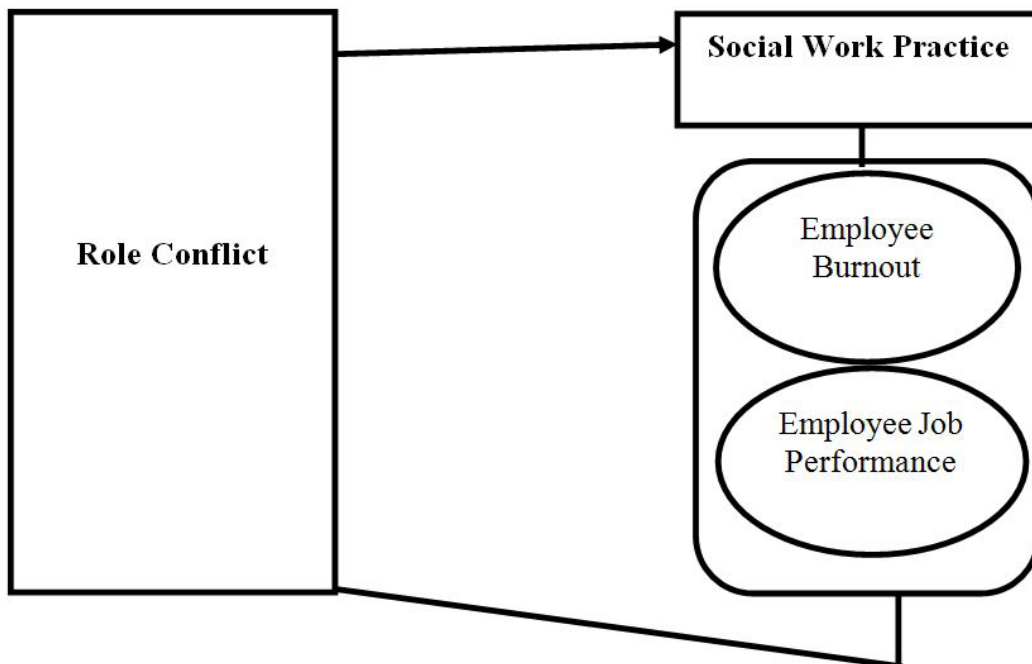 Social Work Practice
Role Conflict
Employee
Burnout
Employee Job
Performance